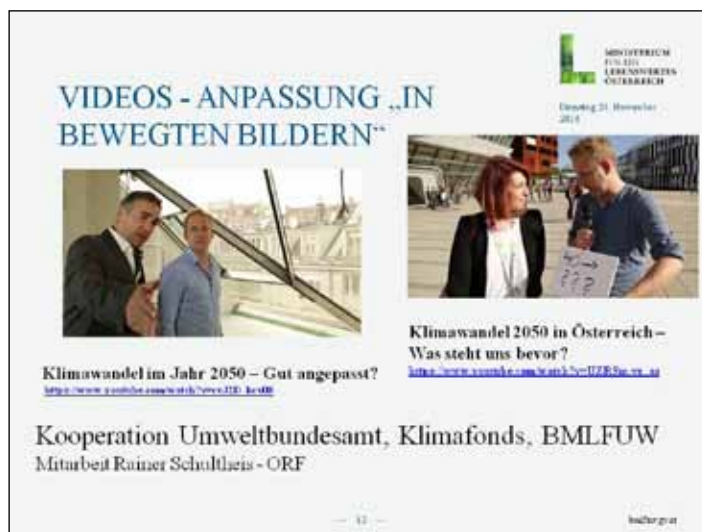 MINISTERIUM
FÜR EIN
LEBENSWERTES
ÖSTERREICH
VIDEOS - ANPASSUNG „IN
BEWEGTEN BILDERN“
Klimawandel im Jahr 2050 – Gut angepasst?
Klimawandel 2050 in Österreich –
Was steht uns bevor?
Kooperation Umweltbundesamt, Klimafonds, BMLFUW
Mitarbeit Rainer Schultheis - ORF